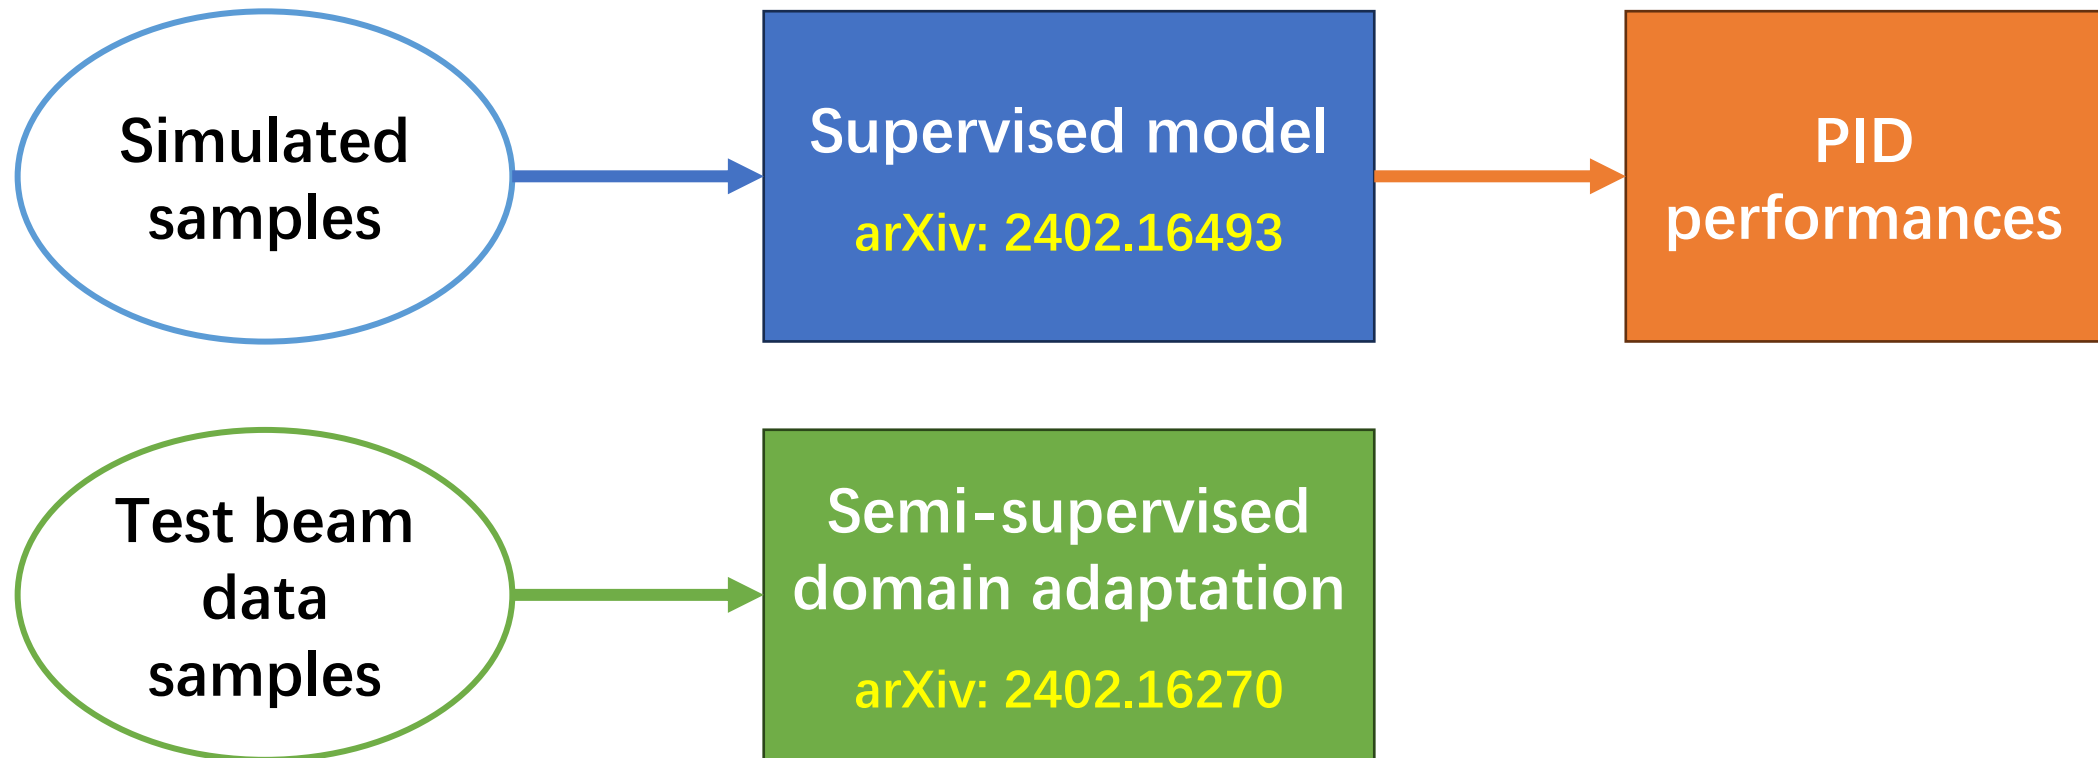 Simulated
samples
Supervised model
arXiv: 2402.16493
PID
performances
Test beam
data
samples
Semi-supervised
domain adaptation
arXiv: 2402.16270